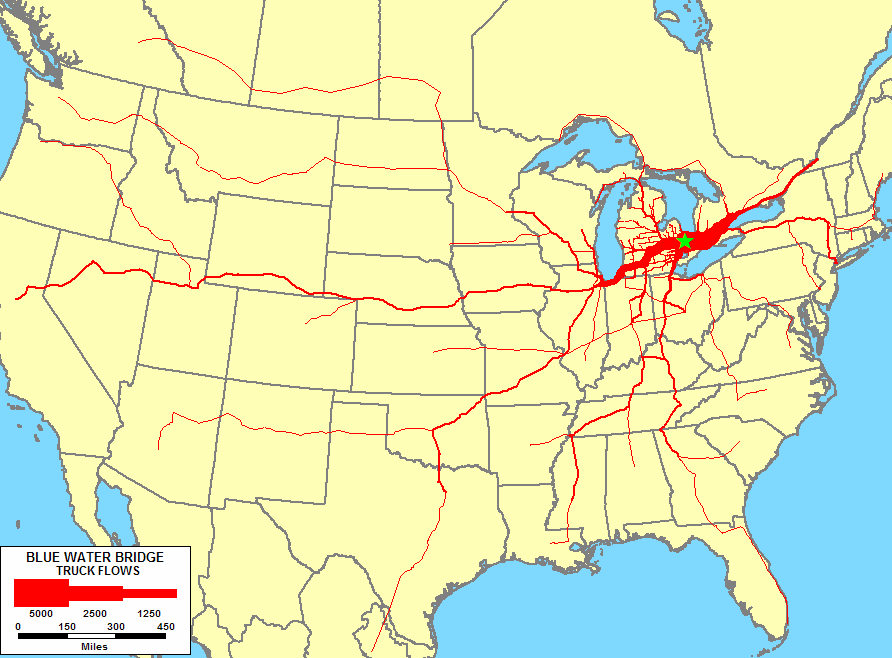 BLUE WATER BRIDGE
TRUCK FLOWS
5000 2500 1250
0 150 300 450
Miles